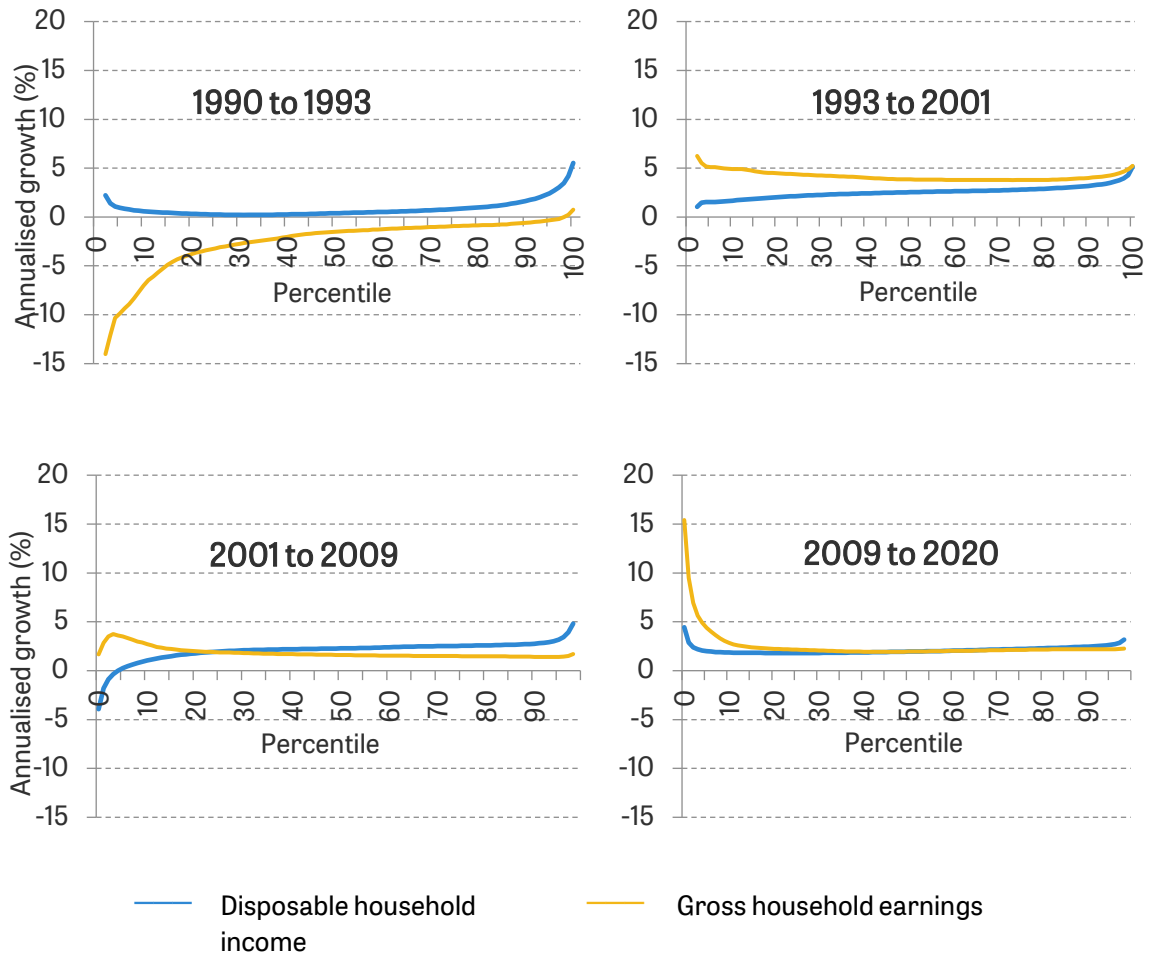 20
15
10
5
0
-5
-10
-15
Annualised growth (%)
1990 to 1993
0 10 20 30 40 50 60 70 80 90 100
Percentile
20
15
10
5
0
-5
-10
-15
1993 to 2001
0 10 20 30 40 50 60 70 80 90 100
Percentile
20
15
10
5
0
-5
-10
-15
Annualised growth (%)
2001 to 2009
0 10 20 30 40 50 60 70 80 90
Percentile
20
15
10
5
0
-5
-10
-15
2009 to 2020
0 10 20 30 40 50 60 70 80 90
Percentile
Disposable household
income
Gross household earnings